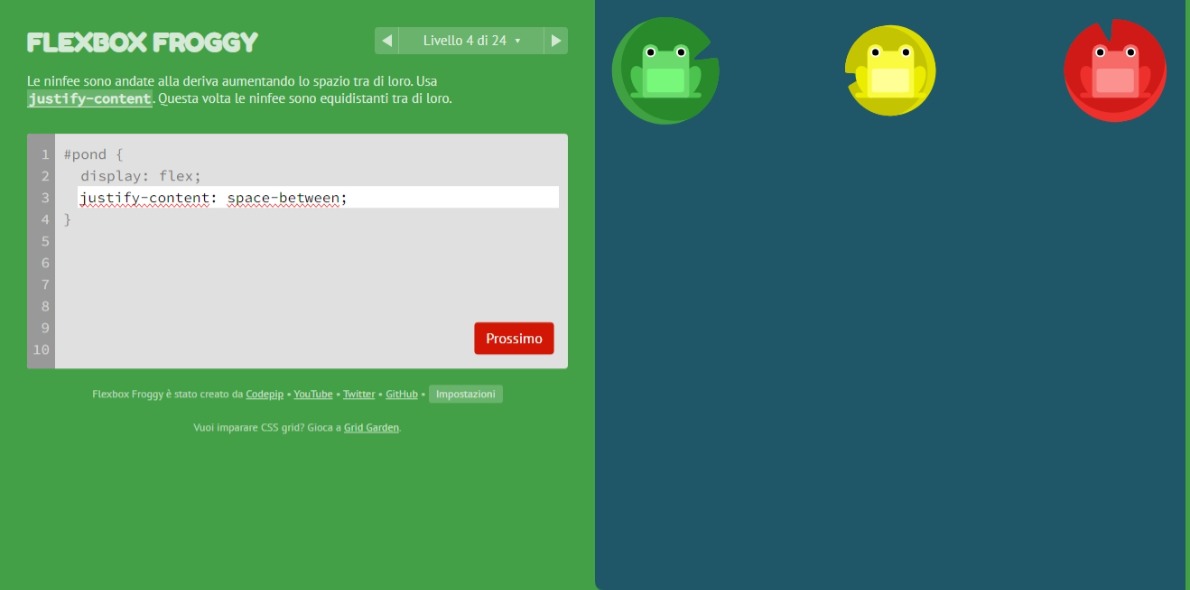 FLEXBOX FROGGY
Livello 4 di 24
Le ninfee sono andate alla deriva aumentando lo spazio tra di loro. Usa
justify-content. Questa volta le ninfee sono equidistanti tra di loro.
1 #pond {
2 display: flex;
3 justify-content: space-between;
4 }
5
6
7
8
9
10
Prossimo
Flexbox Froggy è stato creato da Codepip • YouTube • Twitter • GitHub • Impostazioni
Vuoi imparare CSS grid? Gioca a Grid Garden.